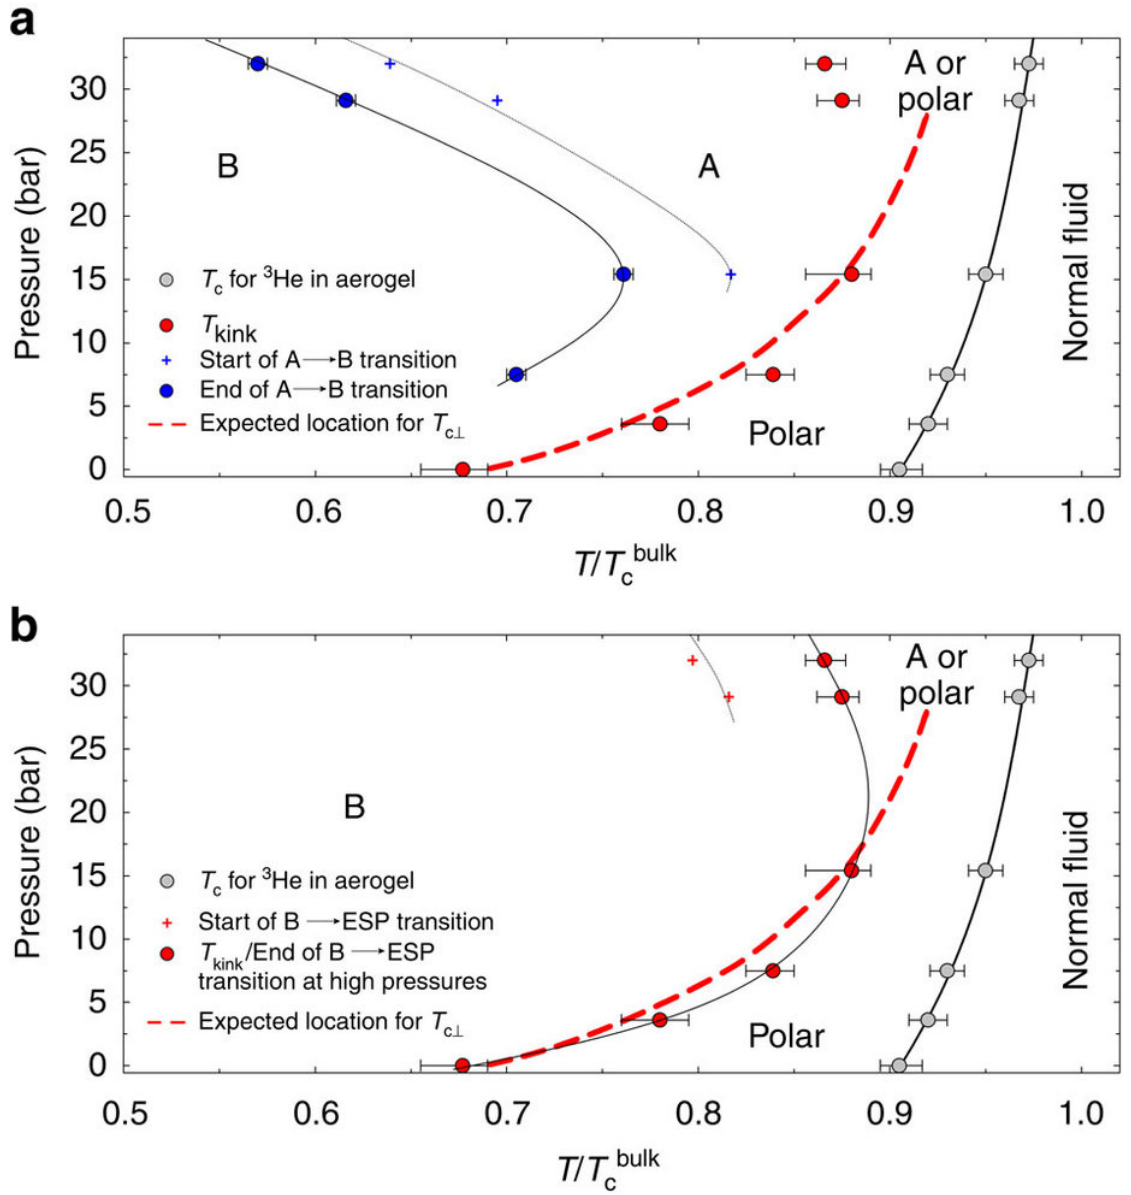 a
30
25
20
15
10
5
0
Pressure (bar)
B
A
A or
polar
Polar
Normal fluid
Tc for ³He in aerogel
Tkink
Start of A⟶B transition
End of A⟶B transition
Expected location for Tc⊥
0.5 0.6 0.7 0.8 0.9 1.0
T/Tc bulk
b
30
25
20
15
10
5
0
Pressure (bar)
B
A or
polar
Polar
Normal fluid
Tc for ³He in aerogel
Start of B ⟶ESP transition
Tkink/End of B ⟶ESP
transition at high pressures
Expected location for Tc⊥
0.5 0.6 0.7 0.8 0.9 1.0
T/Tc bulk